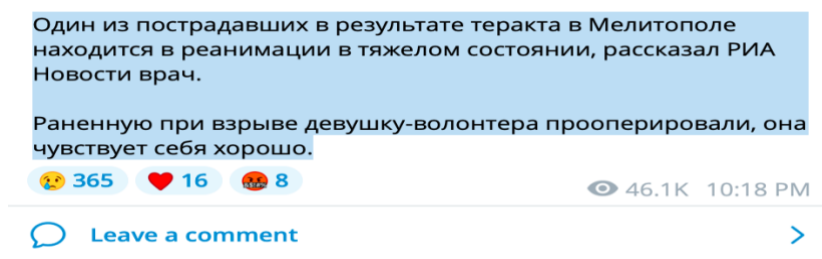 Один из пострадавших в результате теракта в Мелитополе
находится в реанимации в тяжелом состоянии, рассказал РИА
Новости врач.
Раненную при взрыве девушку-волонтера прооперировали, она
чувствует себя хорошо.
😢 365 ❤️ 16 🤬 8
46.1K 10:18 PM
Leave a comment